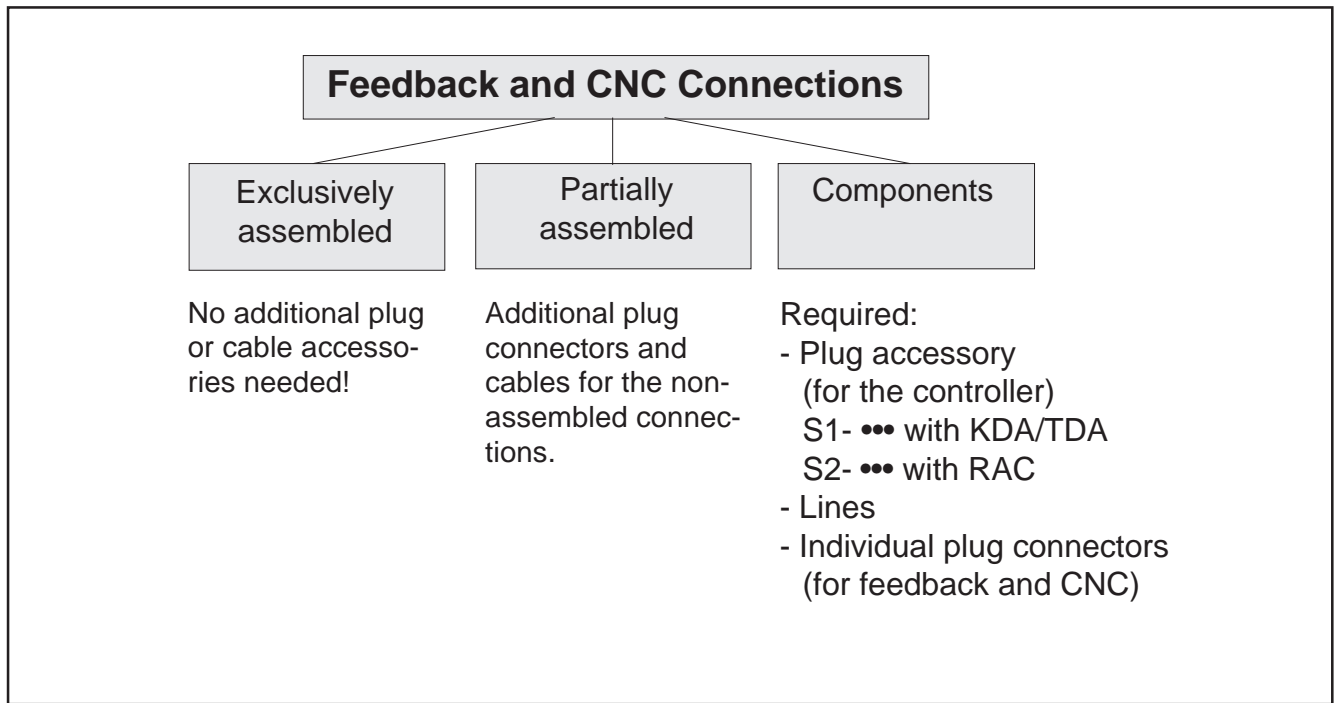 Feedback and CNC Connections
Exclusively
assembled
No additional plug
or cable accesso-
ries needed!
Partially
assembled
Additional plug
connectors and
cables for the non-
assembled connec-
tions.
Components
Required:
- Plug accessory
(for the controller)
S1- ••• with KDA/TDA
S2- ••• with RAC
- Lines
- Individual plug connectors
(for feedback and CNC)